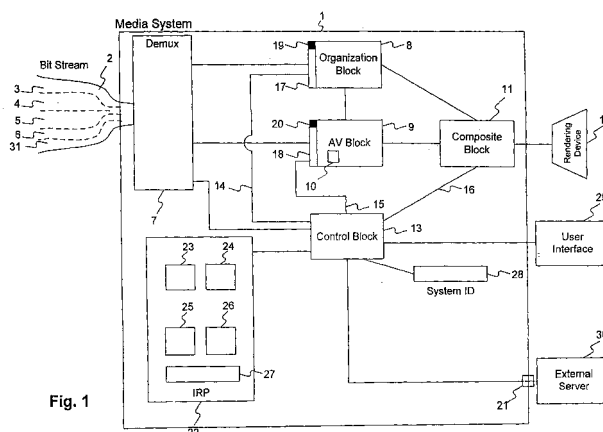 Media System
1
Demux
19
8
Bit Stream
2
Organization
Block
3
4
5
6
31
17
11
20
9
AV Block
Composite
Block
Rendering
Device
18
10
7
14
15
16
13
Control Block
29
User
Interface
23
24
28
System ID
25
26
30
27
External
Server
IRP
21
Fig. 1